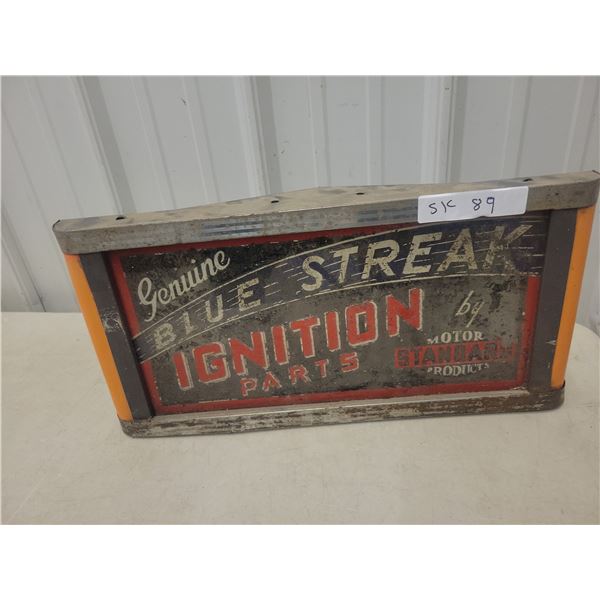 SK 89
Genuine
BLUE STREAK
IGNITION
PARTS
by
MOTOR
STANDARD
PRODUCTS